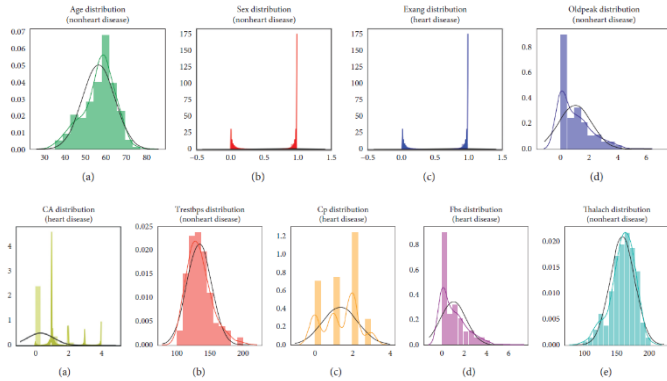 Age distribution
(nonheart disease)
0.07
0.06
0.05
0.04
0.03
0.02
0.01
0.00
30 40 50 60 70 80
(a)
Sex distribution
(nonheart disease)
175
150
125
100
75
50
25
0
−0.5 0.0 0.5 1.0 1.5
(b)
Exang distribution
(heart disease)
175
150
125
100
75
50
25
0
−0.5 0.0 0.5 1.0 1.5
(c)
Oldpeak distribution
(nonheart disease)
0.8
0.6
0.4
0.2
0.0
0 2 4 6
(d)
CA distribution
(heart disease)
4
3
2
1
0
0 2 4
(a)
Trestbps distribution
(nonheart disease)
0.025
0.020
0.015
0.010
0.005
0.000
100 150 200
(b)
Cp distribution
(heart disease)
1.2
1.0
0.8
0.6
0.4
0.2
0.0
0 2 4
(c)
Fbs distribution
(heart disease)
0.8
0.6
0.4
0.2
0.0
0 2 4 6
(d)
Thalach distribution
(nonheart disease)
0.020
0.015
0.010
0.005
0.000
100 150 200
(e)